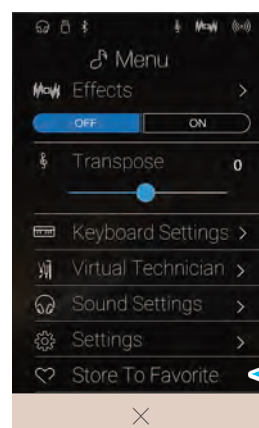 Menu
Effects
OFF ON
Transpose 0
Keyboard Settings
Virtual Technician
Sound Settings
Settings
Store To Favorite